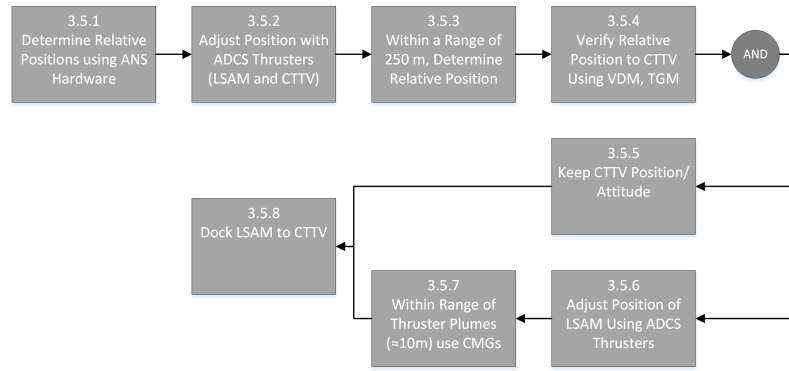 3.5.1
Determine Relative
Positions using ANS
Hardware
3.5.2
Adjust Position with
ADCS Thrusters
(LSAM and CTTV)
3.5.3
Within a Range of
250 m, Determine
Relative Position
3.5.4
Verify Relative
Position to CTTV
Using VDM, TGM
AND
3.5.5
Keep CTTV Position/
Attitude
3.5.8
Dock LSAM to CTTV
3.5.7
Within Range of
Thruster Plumes
(≈10m) use CMGs
3.5.6
Adjust Position of
LSAM Using ADCS
Thrusters